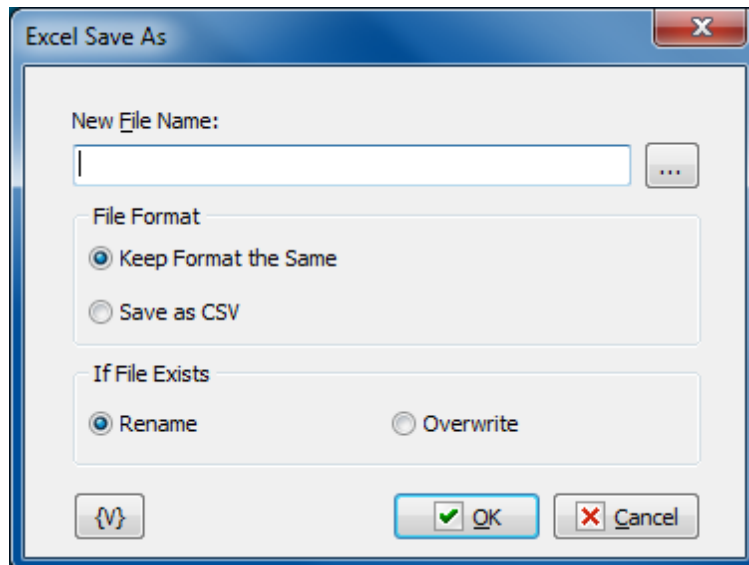 Excel Save As
New File Name:
...
File Format
Keep Format the Same
Save as CSV
If File Exists
Rename Overwrite
{V} OK Cancel